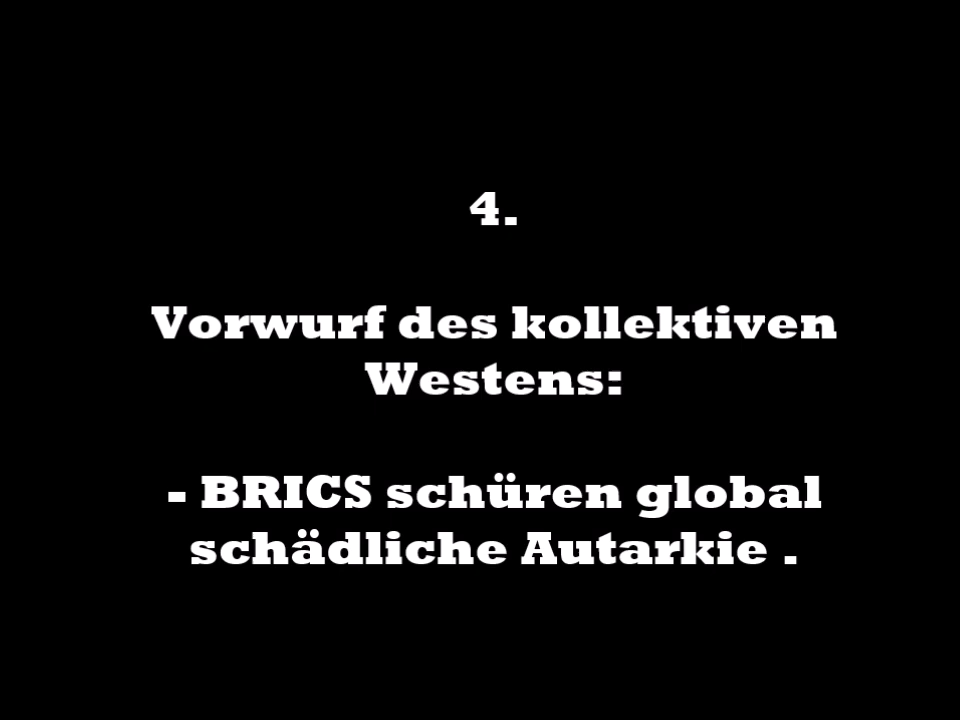 4.
Vorwurf des kollektiven
Westens:
- BRICS schüren global
schädliche Autarkie .